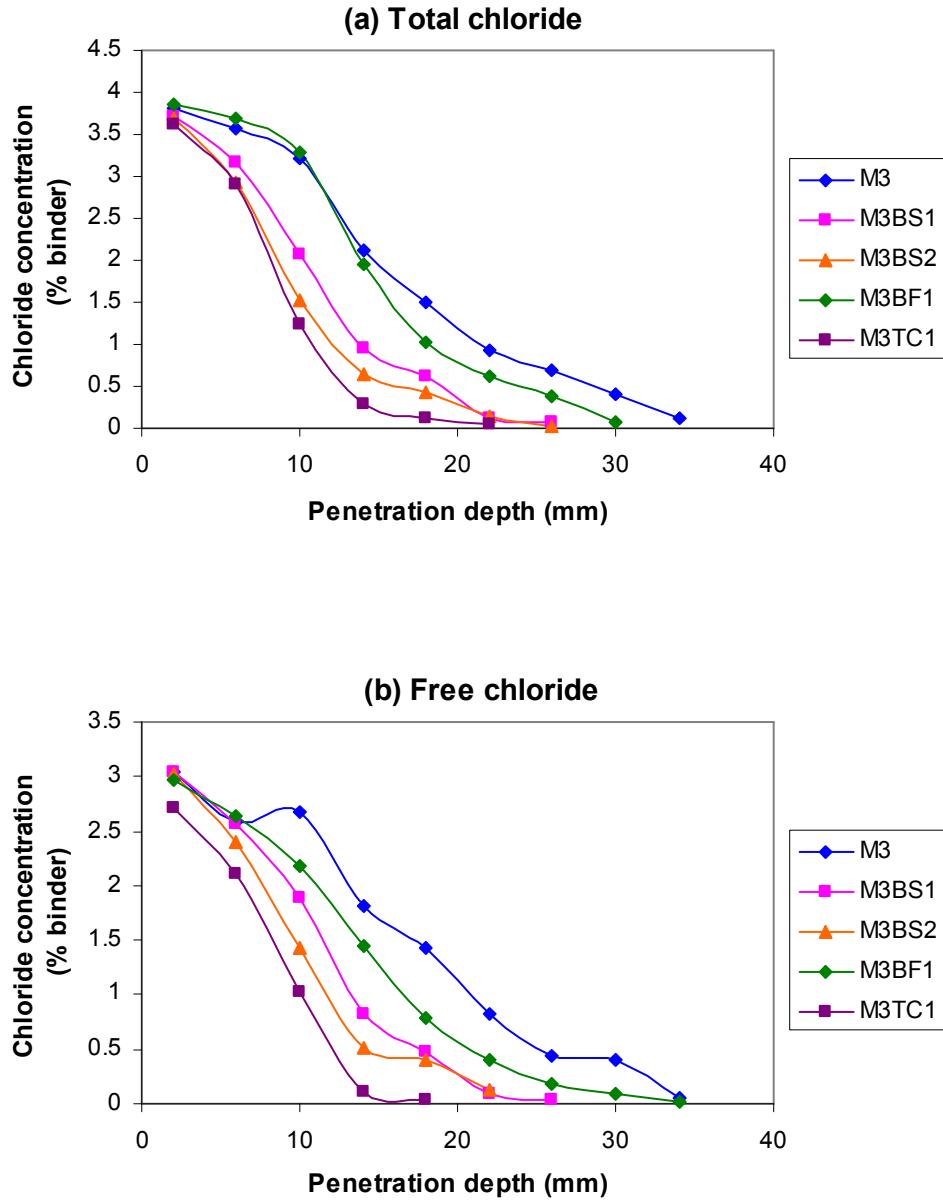 (a) Total chloride
4.5
4
3.5
3
2.5
2
1.5
1
0.5
0
0
10
20
30
40
Chloride concentration
(% binder)
Penetration depth (mm)
M3
M3BS1
M3BS2
M3BF1
M3TC1
(b) Free chloride
3.5
3
2.5
2
1.5
1
0.5
0
0
10
20
30
40
Chloride concentration
(% binder)
Penetration depth (mm)
M3
M3BS1
M3BS2
M3BF1
M3TC1